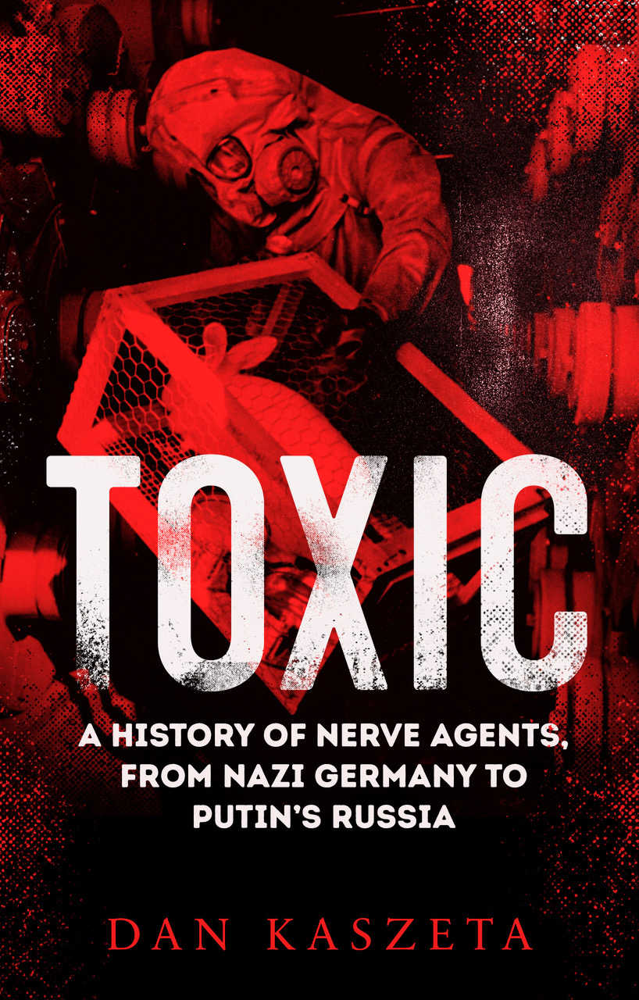 TOXIC
A HISTORY OF NERVE AGENTS,
FROM NAZI GERMANY TO
PUTIN’S RUSSIA
DAN KASZETA